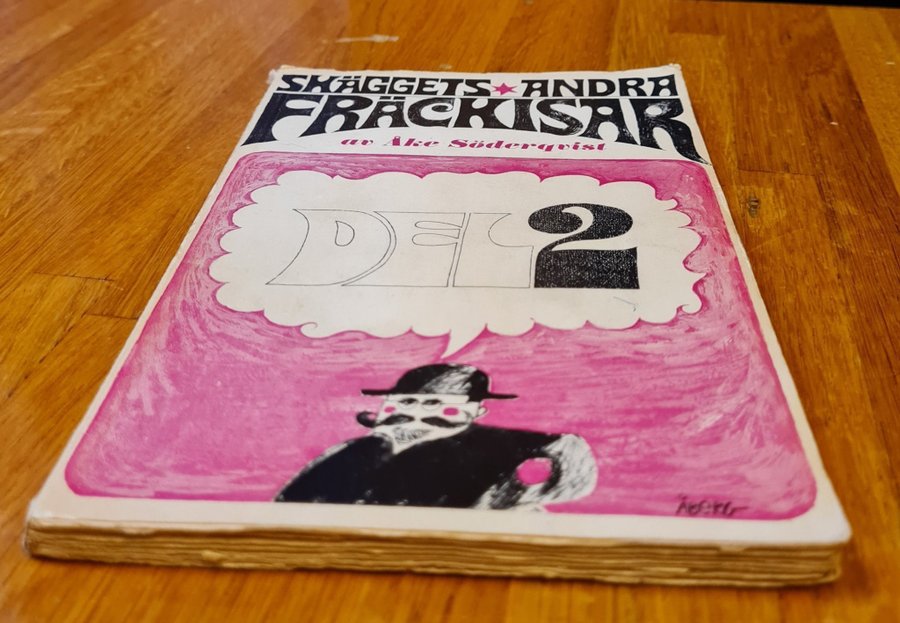 SKÄGGETS★ANDRA
FRÄCKISAR
av Åke Söderqvist
DEL 2